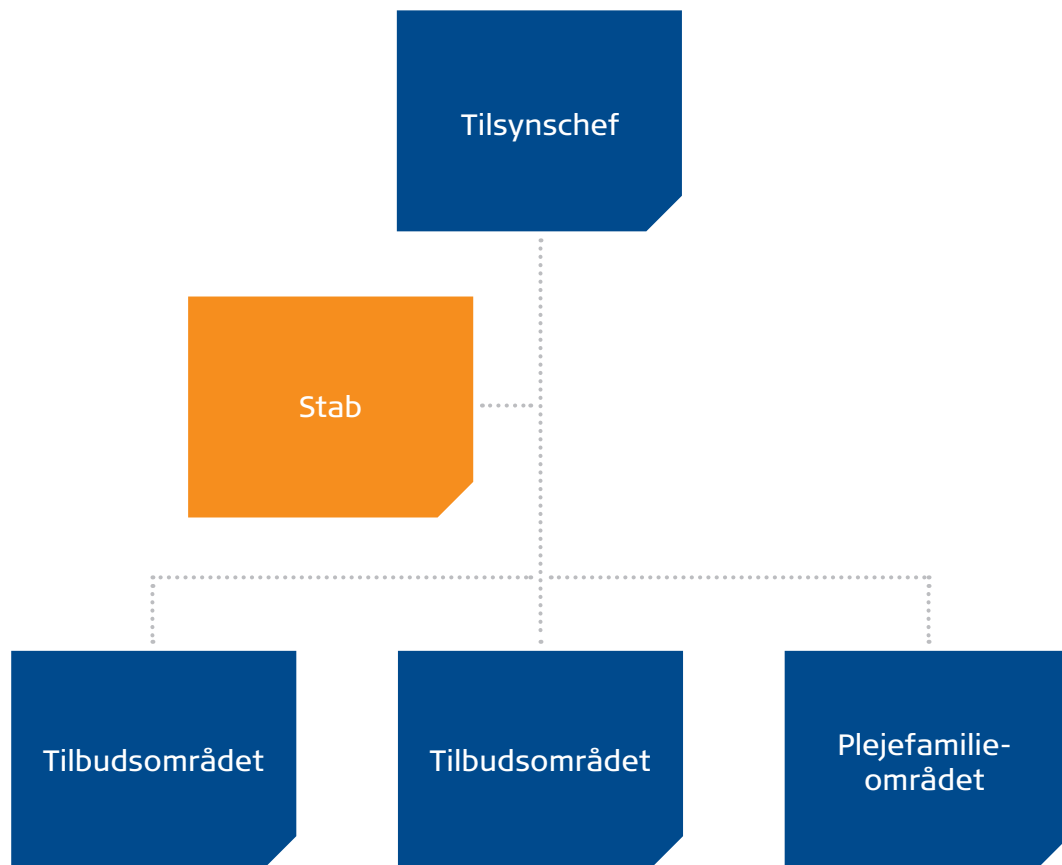 Tilsynschef
Stab
Tilbudsområdet
Tilbudsområdet
Plejefamilie-
området